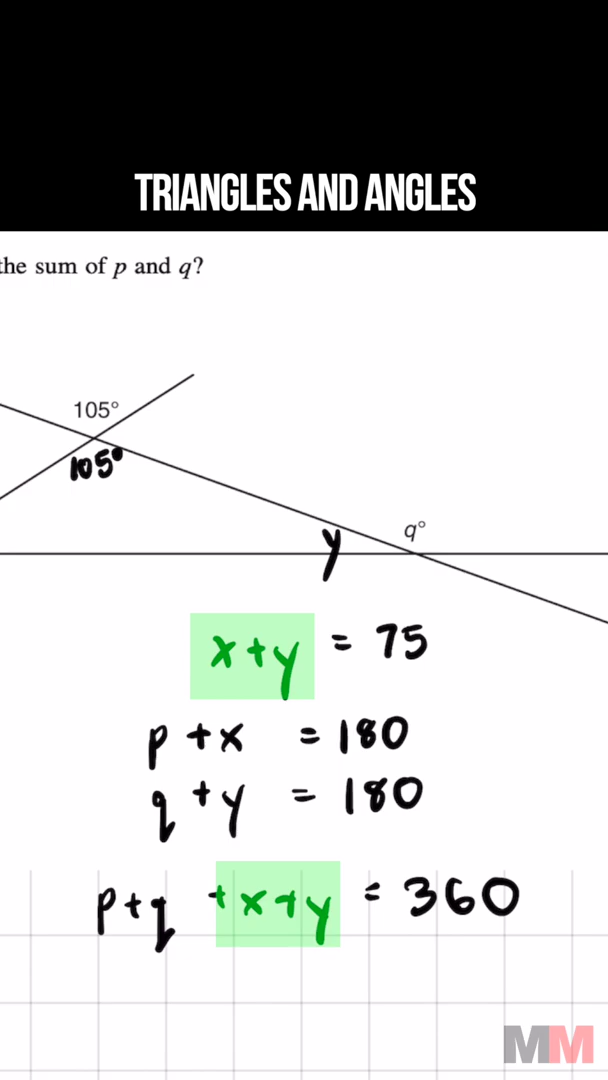 TRIANGLES AND ANGLES
the sum of p and q?
105°
105°
q°
y
x+y = 75
p+x = 180
q+y = 180
p+q +x+y = 360
MM